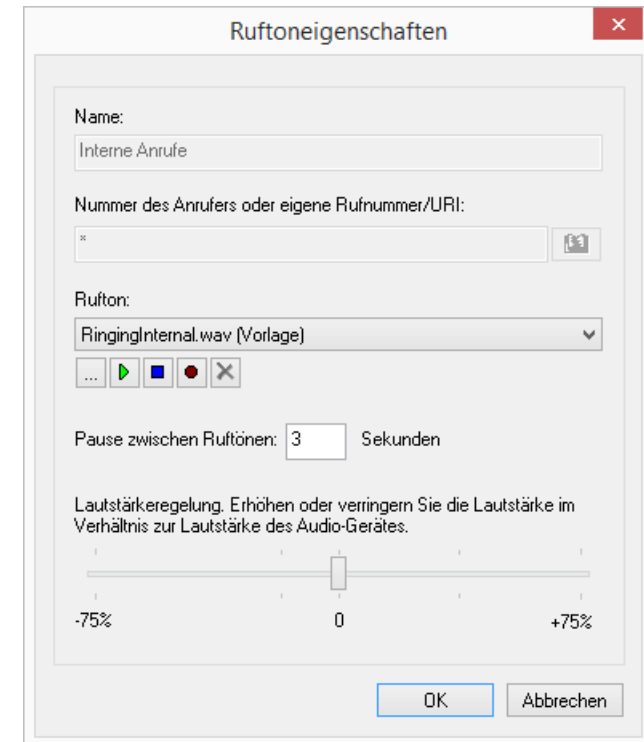 Ruftoneigenschaften
Name:
Interne Anrufe
Nummer des Anrufers oder eigene Rufnummer/URI:
*
Rufton:
RingingInternal.wav (Vorlage)
...
Pause zwischen Ruftönen: 3 Sekunden
Lautstärkeregelung. Erhöhen oder verringern Sie die Lautstärke im
Verhältnis zur Lautstärke des Audio-Gerätes.
-75% 0 +75%
OK Abbrechen